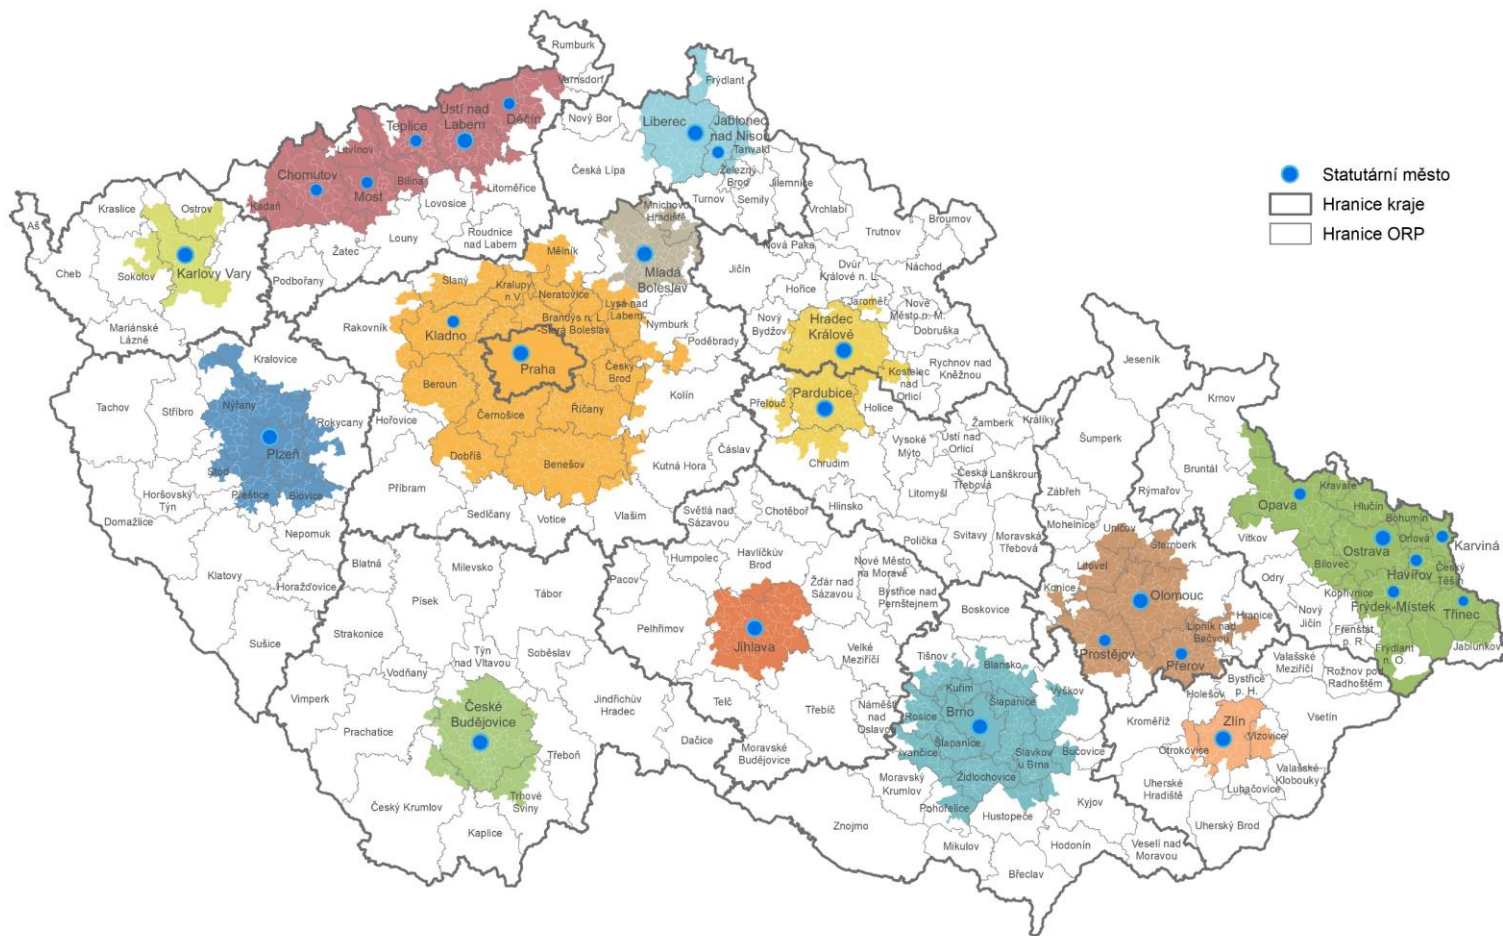 Rumburk
Varnsdorf
Frýdlant
Děčín
Ústí nad
Labem
Teplice
Nový Bor
Liberec
Jablonec
nad Nisou
Tanvald
Litvínov
Česká Lípa
Železný
Brod
Jilemnice
Chomutov
Most
Bílina
Litoměřice
Turnov
Semily
Kadaň
Lovosice
Mnichovo
Hradiště
Vrchlabí
Broumov
Trutnov
Roudnice
nad Labem
Louny
Žatec
Podbořany
Kraslice
Ostrov
Aš
Cheb
Sokolov
Karlovy Vary
Mariánské
Lázně
Statutární město
Hranice kraje
Hranice ORP
Mělník
Mladá
Boleslav
Jičín
Nová Paka
Dvůr
Králové n. L.
Náchod
Hořice
Jaroměř
Nové
Město n. M.
Nový
Bydžov
Hradec
Králové
Dobruška
Rychnov nad
Kněžnou
Kostelec
nad
Orlicí
Slaný
Kralupy
n.V.
Neratovice
Lysá nad
Labem
Brandýs n. L.
-Stará Boleslav
Nymburk
Poděbrady
Rakovník
Kladno
Praha
Český
Brod
Beroun
Kolín
Hořovice
Černošice
Říčany
Dobříš
Benešov
Kutná Hora
Čáslav
Příbram
Sedlčany
Votice
Vlašim
Kralovice
Tachov
Stříbro
Nýřany
Rokycany
Plzeň
Stod
Přeštice
Blovice
Horšovský
Týn
Domažlice
Nepomuk
Klatovy
Horažďovice
Sušice
Přelouč
Pardubice
Holice
Chrudim
Vysoké
Mýto
Ústí nad
Orlicí
Žamberk
Králíky
Česká
Třebová
Lanškroun
Litomyšl
Hlinsko
Polička
Svitavy
Moravská
Třebová
Jeseník
Šumperk
Krnov
Bruntál
Rýmařov
Zábřeh
Mohelnice
Uničov
Šternberk
Litovel
Konice
Olomouc
Lipník nad
Bečvou
Hranice
Prostějov
Přerov
Opava
Kravaře
Hlučín
Bohumín
Vítkov
Ostrava
Orlová
Karviná
Bílovec
Havířov
Český
Těšín
Odry
Kopřivnice
Frýdek-Místek
Třinec
Nový
Jičín
Frenštát
p. R.
Frýdlant
n. O.
Jablunkov
Světlá nad
Sázavou
Chotěboř
Humpolec
Havlíčkův
Brod
Pacov
Žďár nad
Sázavou
Nové Město
na Moravě
Bystřice nad
Pernštejnem
Pelhřimov
Jihlava
Velké
Meziříčí
Telč
Třebíč
Náměšť
nad
Oslavou
Moravské
Budějovice
Blatná
Milevsko
Písek
Tábor
Strakonice
Soběslav
Týn
nad Vltavou
Vodňany
Vimperk
Prachatice
České
Budějovice
Jindřichův
Hradec
Dačice
Třeboň
Trhové
Sviny
Český Krumlov
Kaplice
Boskovice
Tišnov
Blansko
Kuřim
Šlapanice
Vyškov
Rosice
Brno
Ivančice
Šlapanice
Slavkov
u Brna
Bučovice
Židlochovice
Moravský
Krumlov
Pohořelice
Hustopeče
Kyjov
Znojmo
Mikulov
Hodonín
Břeclav
Veselí nad
Moravou
Valašské
Meziříčí
Rožnov pod
Radhoštěm
Bystřice
p. H.
Holešov
Kroměříž
Zlín
Vizovice
Vsetín
Otrokovice
Valašské
Klobouky
Luhačovice
Uherské
Hradiště
Uherský Brod